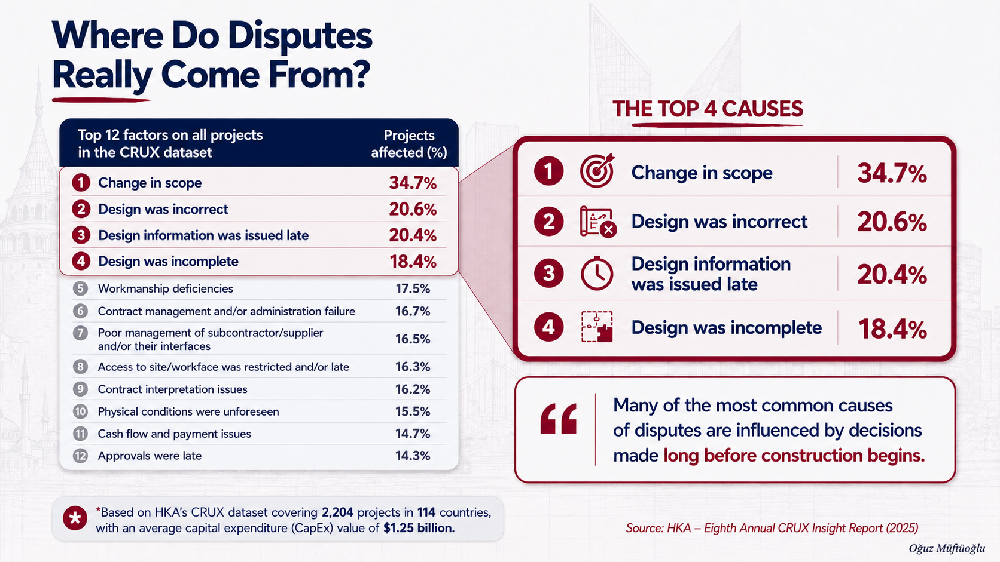 Where Do Disputes
Really Come From?
Top 12 factors on all projects
in the CRUX dataset
Projects
affected (%)
1 Change in scope 34.7%
2 Design was incorrect 20.6%
3 Design information was issued late 20.4%
4 Design was incomplete 18.4%
5 Workmanship deficiencies 17.5%
6 Contract management and/or administration failure 16.7%
7 Poor management of subcontractor/supplier
and/or their interfaces 16.5%
8 Access to site/workface was restricted and/or late 16.3%
9 Contract interpretation issues 16.2%
10 Physical conditions were unforeseen 15.5%
11 Cash flow and payment issues 14.7%
12 Approvals were late 14.3%
*Based on HKA's CRUX dataset covering 2,204 projects in 114 countries,
with an average capital expenditure (CapEx) value of $1.25 billion.
THE TOP 4 CAUSES
1 Change in scope 34.7%
2 Design was incorrect 20.6%
3 Design information
was issued late 20.4%
4 Design was incomplete 18.4%
“ Many of the most common causes
of disputes are influenced by decisions
made long before construction begins.
Source: HKA – Eighth Annual CRUX Insight Report (2025)
Oğuz Müftüoğlu